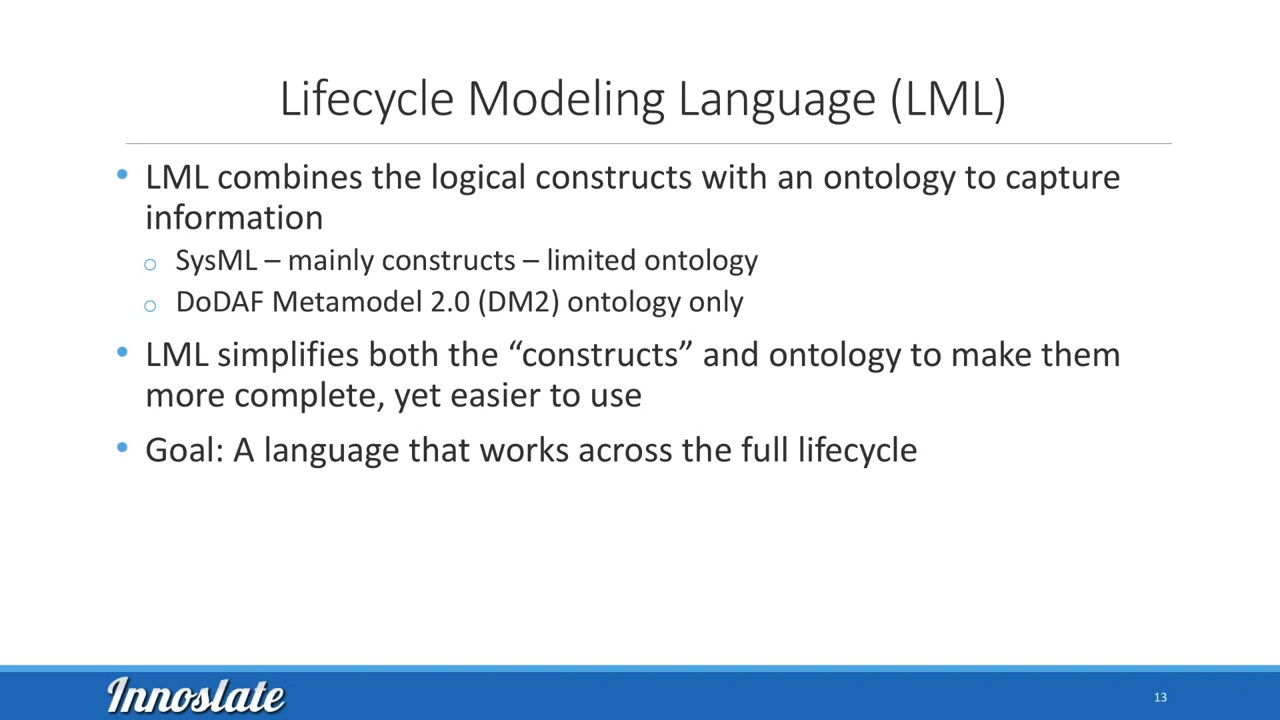 Lifecycle Modeling Language (LML)
• LML combines the logical constructs with an ontology to capture
information
o SysML – mainly constructs – limited ontology
o DoDAF Metamodel 2.0 (DM2) ontology only
• LML simplifies both the “constructs” and ontology to make them
more complete, yet easier to use
• Goal: A language that works across the full lifecycle
Innoslate
13